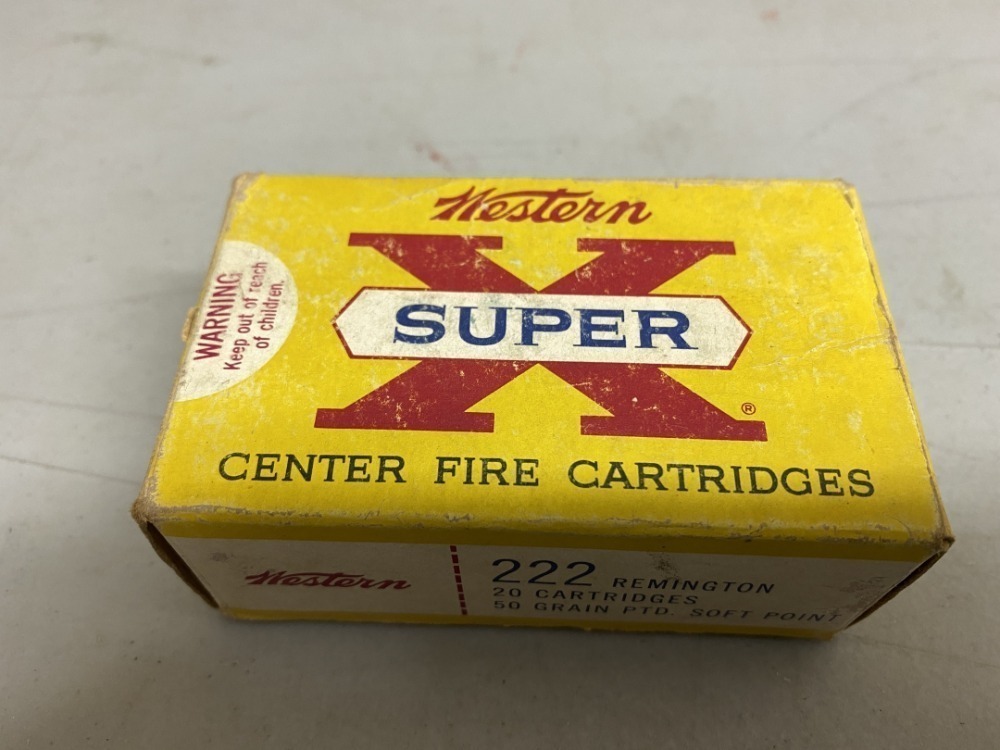 Western
X
SUPER
®
CENTER FIRE CARTRIDGES
WARNING
Keep out of reach
of children.
Western
222 REMINGTON
20 CARTRIDGES
50 GRAIN PTD. SOFT POINT